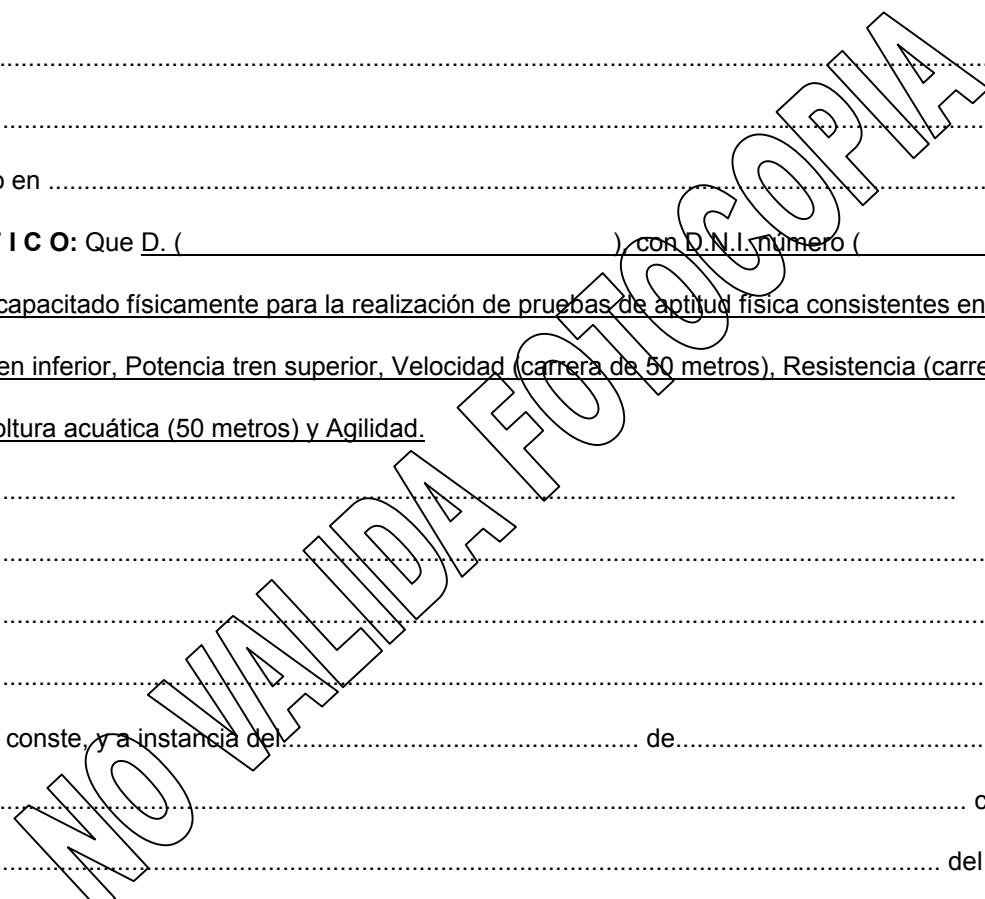 ..........................................................................................
..........................................................................................
o en ..........................................................................................
I C O: Que D. (                    ), con D.N.I. número (
capacitado físicamente para la realización de pruebas de aptitud física consistentes en
en inferior, Potencia tren superior, Velocidad (carrera de 50 metros), Resistencia (carre
oltura acuática (50 metros) y Agilidad.
..........................................................................................
..........................................................................................
..........................................................................................
..........................................................................................
conste, y a instancia del.................................................... de.............................................
.......................................................................................... c
.......................................................................................... del
NO VALIDA FOTOCOPIA